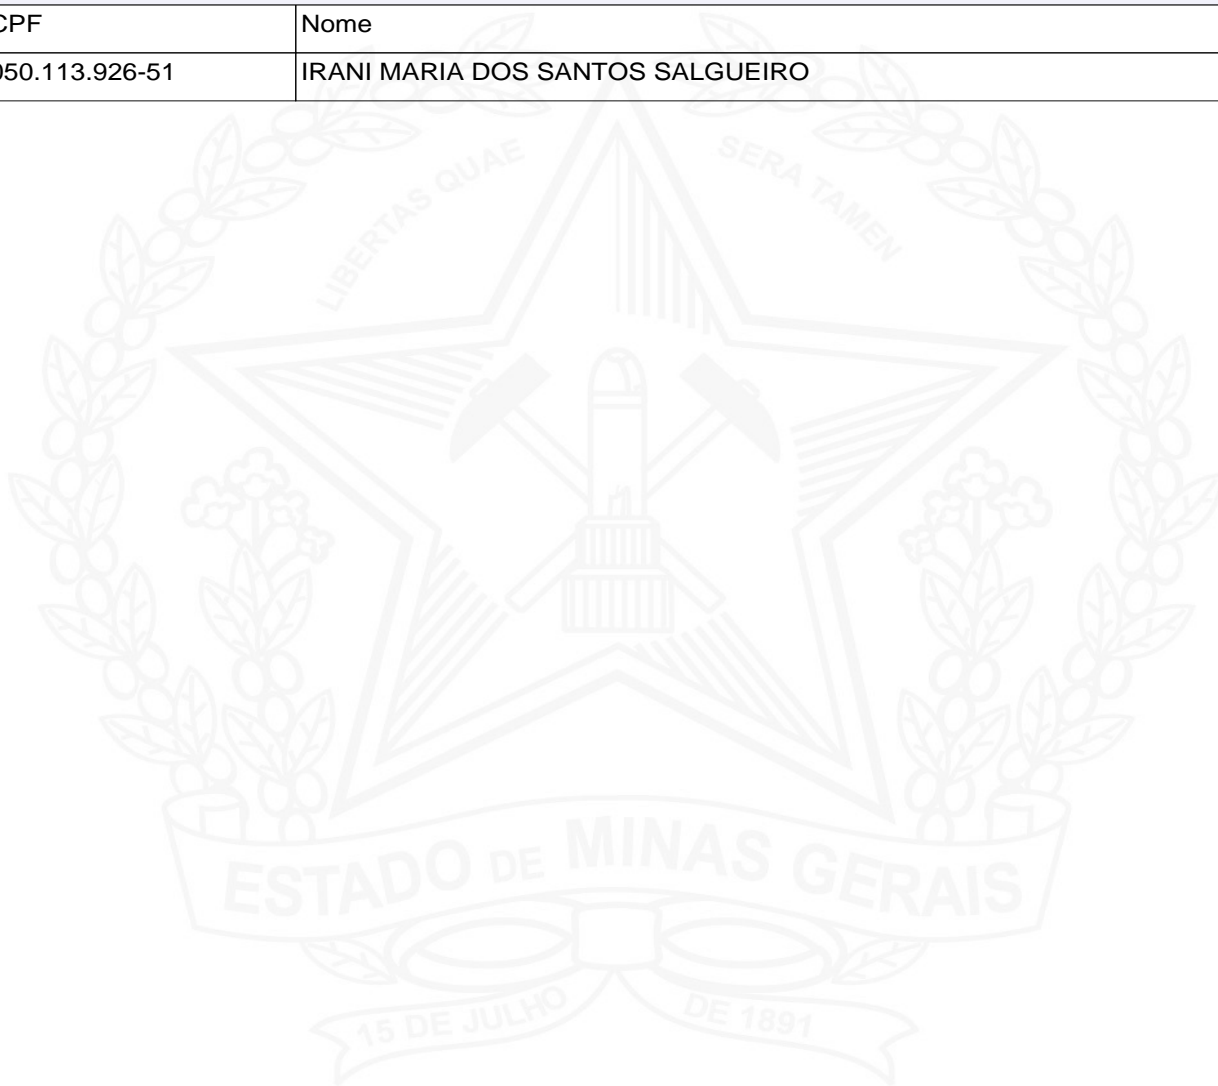 CPF Nome
050.113.926-51 IRANI MARIA DOS SANTOS SALGUEIRO
LIBERTAS QUAE SERA TAMEN
ESTADO DE MINAS GERAIS
15 DE JULHO DE 1891